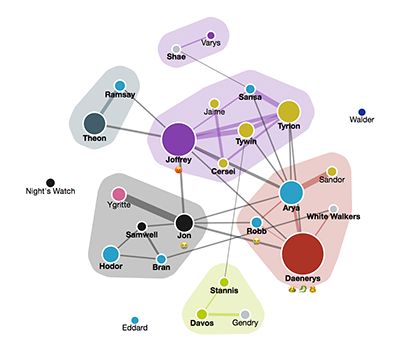 Varys
Shae
Ramsay
Sansa
Jaime
Tyrion
Walder
Theon
Tywin
Joffrey
Cersei
Sandor
Night's Watch
Ygritte
Arya
White Walkers
Samwell
Jon
Robb
Hodor
Bran
Daenerys
Stannis
Davos
Gendry
Eddard